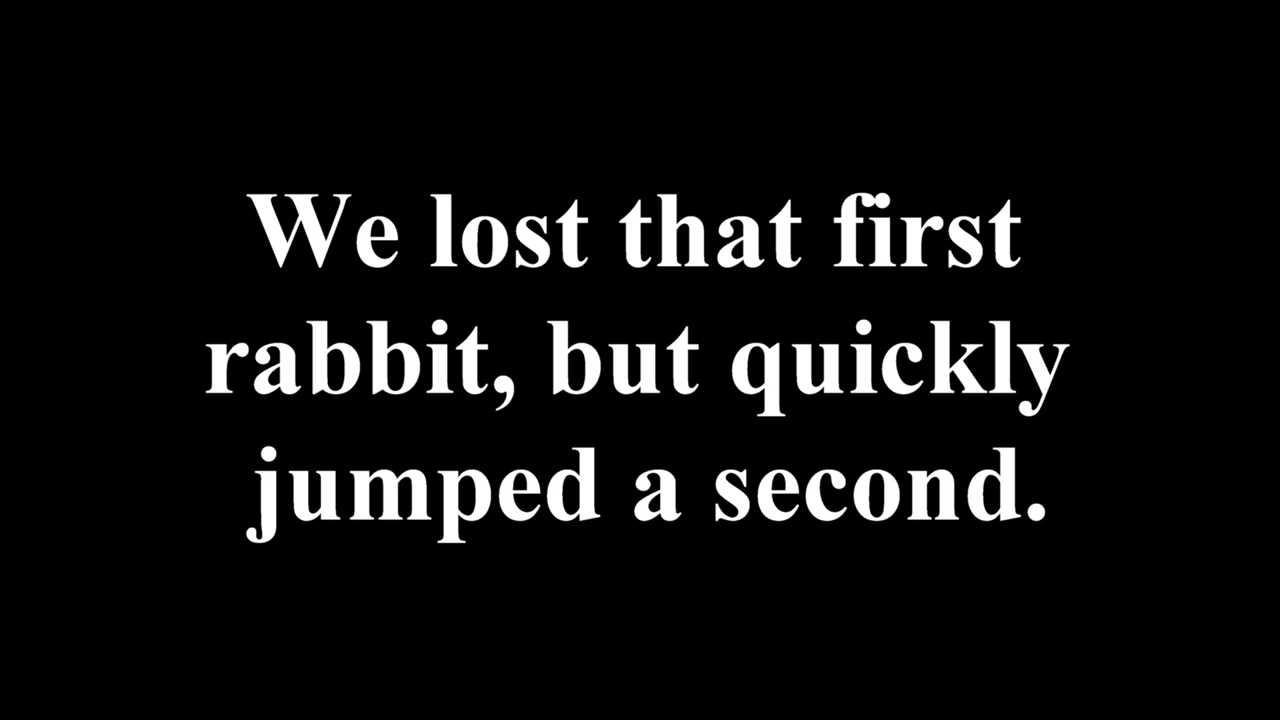 We lost that first
rabbit, but quickly
jumped a second.